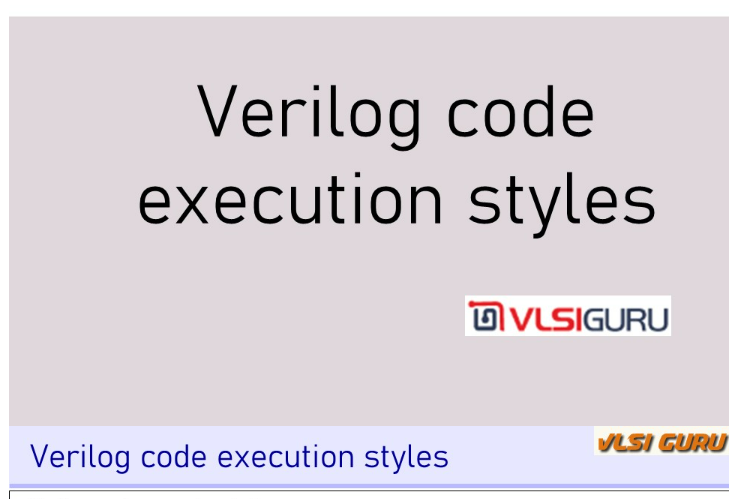 Verilog code
execution styles
VLSIGURU
Verilog code execution styles
VLSI GURU